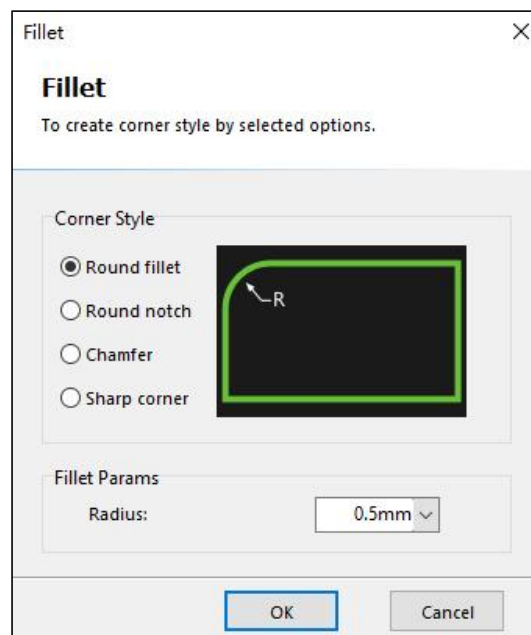 Fillet
Fillet
To create corner style by selected options.
Corner Style
Round fillet
R
Round notch
Chamfer
Sharp corner
Fillet Params
Radius: 0.5mm
OK Cancel